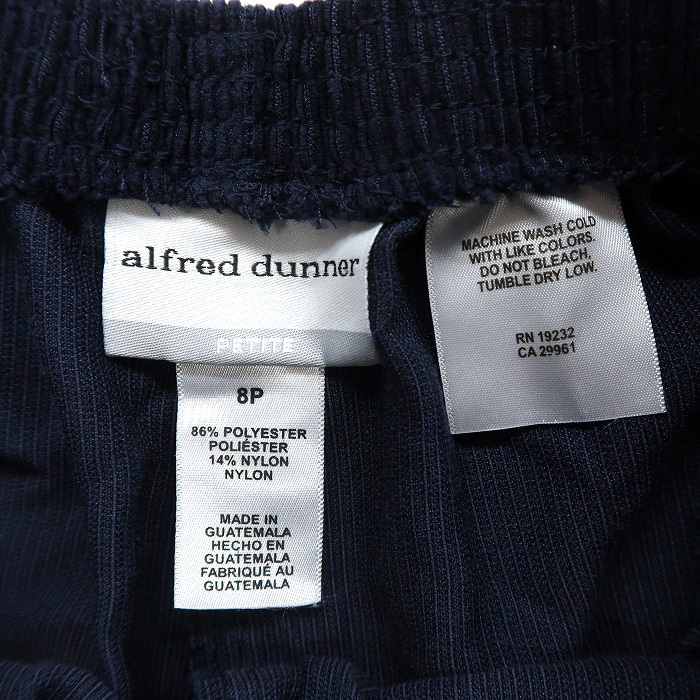 alfred dunner
PETITE
8P
86% POLYESTER
POLIÉSTER
14% NYLON
NYLON
MADE IN
GUATEMALA
HECHO EN
GUATEMALA
FABRIQUÉ AU
GUATEMALA
MACHINE WASH COLD
WITH LIKE COLORS.
DO NOT BLEACH,
TUMBLE DRY LOW.
RN 19232
CA 29961